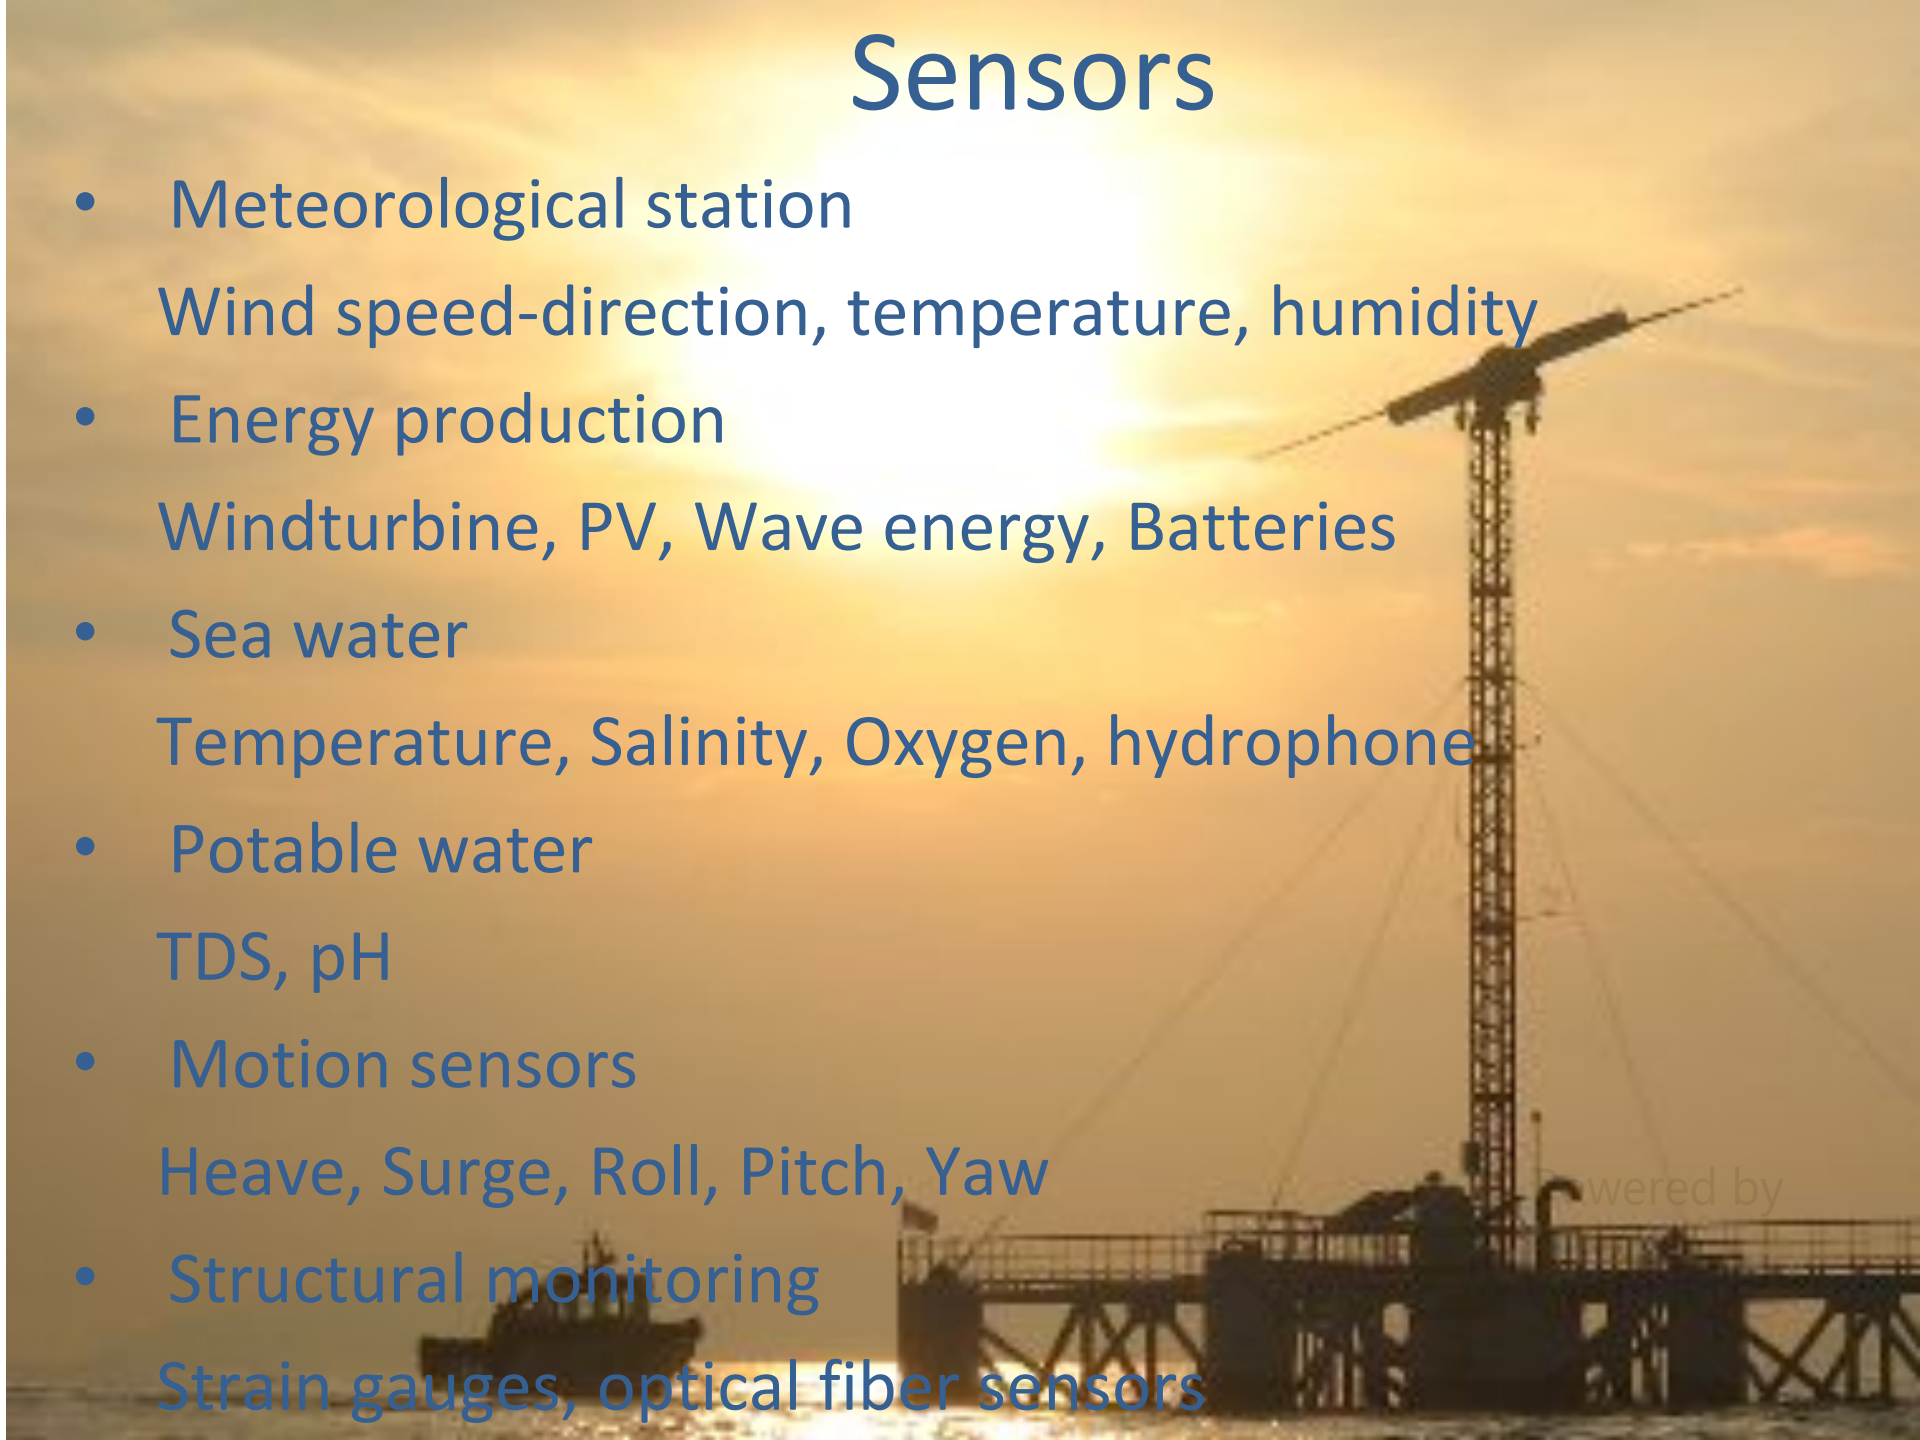 Sensors
• Meteorological station
Wind speed-direction, temperature, humidity
• Energy production
Windturbine, PV, Wave energy, Batteries
• Sea water
Temperature, Salinity, Oxygen, hydrophone
• Potable water
TDS, pH
• Motion sensors
Heave, Surge, Roll, Pitch, Yaw
• Structural monitoring
Strain gauges, optical fiber sensors
by